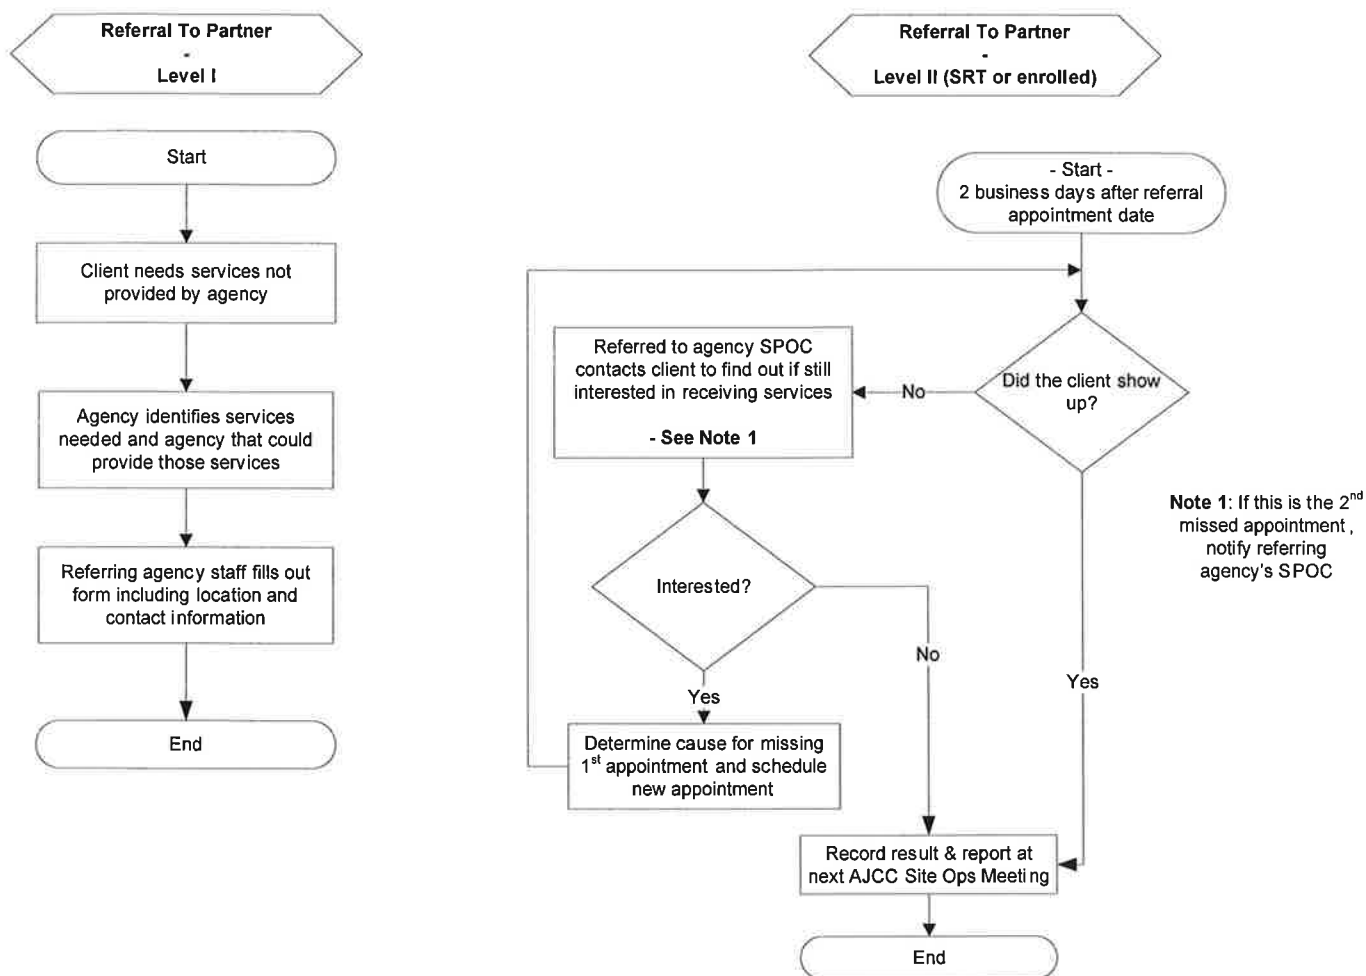 Referral To Partner
-
Level I
Start
Client needs services not
provided by agency
Agency identifies services
needed and agency that could
provide those services
Referring agency staff fills out
form including location and
contact information
End
Referral To Partner
-
Level II (SRT or enrolled)
- Start -
2 business days after referral
appointment date
Did the client show
up?
No
Referred to agency SPOC
contacts client to find out if still
interested in receiving services
- See Note 1
Interested?
No
Yes
Yes
Note 1: If this is the 2nd
missed appointment,
notify referring
agency's SPOC
Determine cause for missing
1st appointment and schedule
new appointment
Record result & report at
next AJCC Site Ops Meeting
End